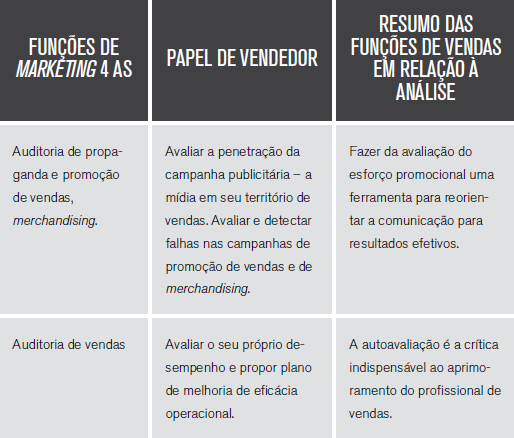 FUNÇÕES DE
MARKETING 4 AS
PAPEL DE VENDEDOR
RESUMO DAS
FUNÇÕES DE VENDAS
EM RELAÇÃO À
ANÁLISE
Auditoria de propa-
ganda e promoção
de vendas,
merchandising.
Avaliar a penetração da
campanha publicitária – a
mídia em seu território de
vendas. Avaliar e detectar
falhas nas campanhas de
promoção de vendas e de
merchandising.
Fazer da avaliação do
esforço promocional uma
ferramenta para reorien-
tar a comunicação para
resultados efetivos.
Auditoria de vendas
Avaliar o seu próprio de-
sempenho e propor plano
de melhoria de eficácia
operacional.
A autoavaliação é a crítica
indispensável ao aprimo-
ramento do profissional de
vendas.